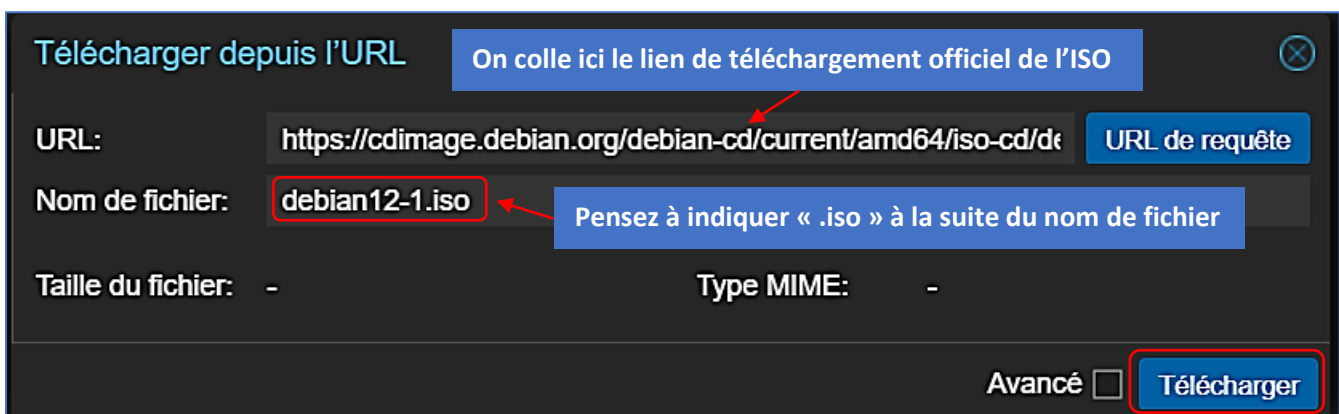 Télécharger depuis l’URL
On colle ici le lien de téléchargement officiel de l’ISO
URL:
https://cdimage.debian.org/debian-cd/current/amd64/iso-cd/de
URL de requête
Nom de fichier:
debian12-1.iso
Pensez à indiquer « .iso » à la suite du nom de fichier
Taille du fichier: -
Type MIME: -
Avancé
Télécharger